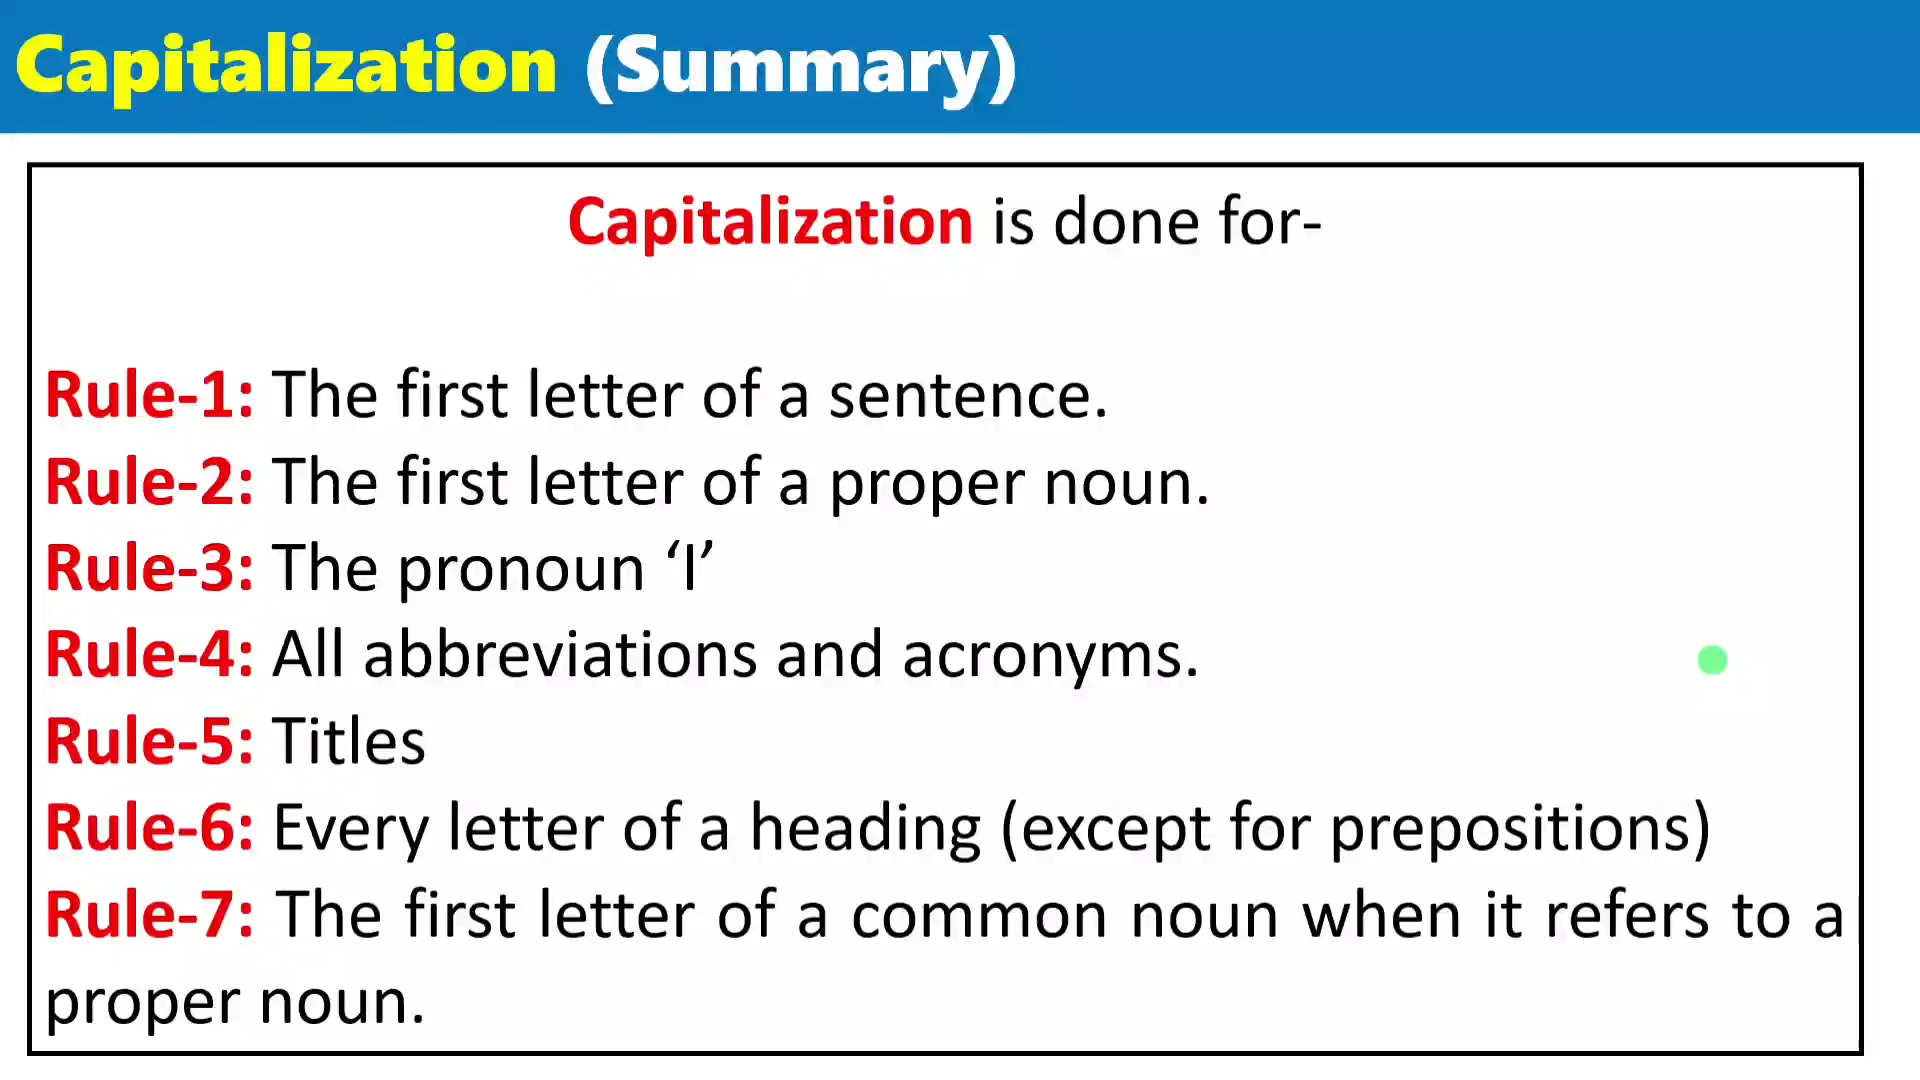 Capitalization (Summary)
Capitalization is done for-
Rule-1: The first letter of a sentence.
Rule-2: The first letter of a proper noun.
Rule-3: The pronoun ‘I’
Rule-4: All abbreviations and acronyms.
Rule-5: Titles
Rule-6: Every letter of a heading (except for prepositions)
Rule-7: The first letter of a common noun when it refers to a
proper noun.